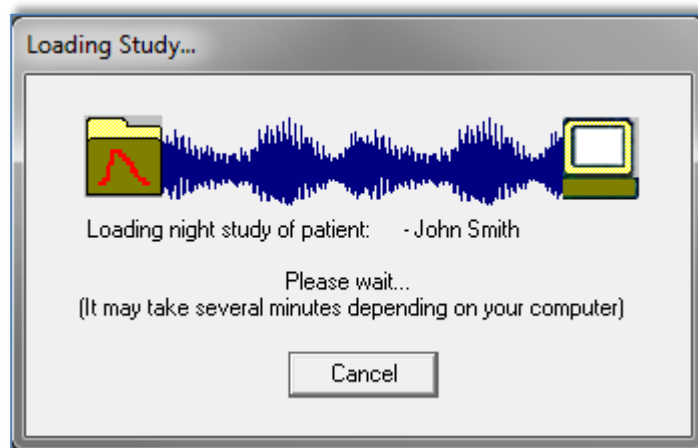 Loading Study...
Loading night study of patient: - John Smith
Please wait...
(It may take several minutes depending on your computer)
Cancel